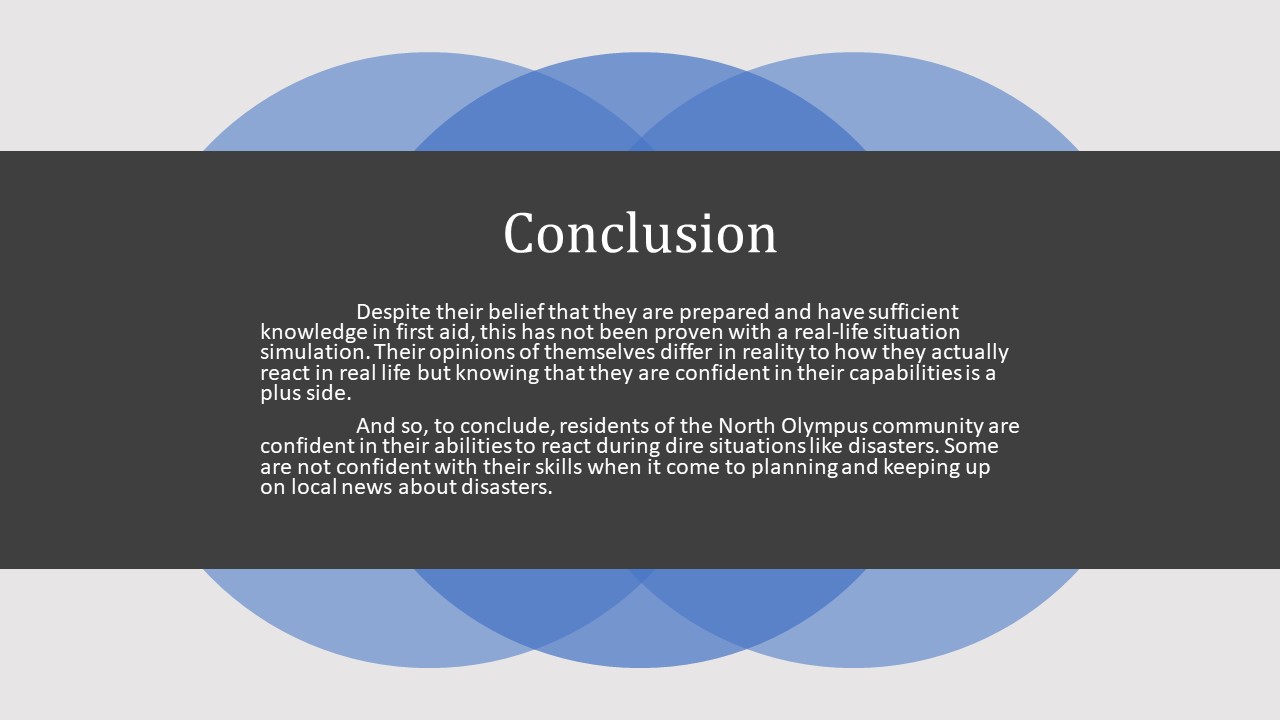 Conclusion
Despite their belief that they are prepared and have sufficient
knowledge in first aid, this has not been proven with a real-life situation
simulation. Their opinions of themselves differ in reality to how they actually
react in real life but knowing that they are confident in their capabilities is a
plus side.
And so, to conclude, residents of the North Olympus community are
confident in their abilities to react during dire situations like disasters. Some
are not confident with their skills when it come to planning and keeping up
on local news about disasters.